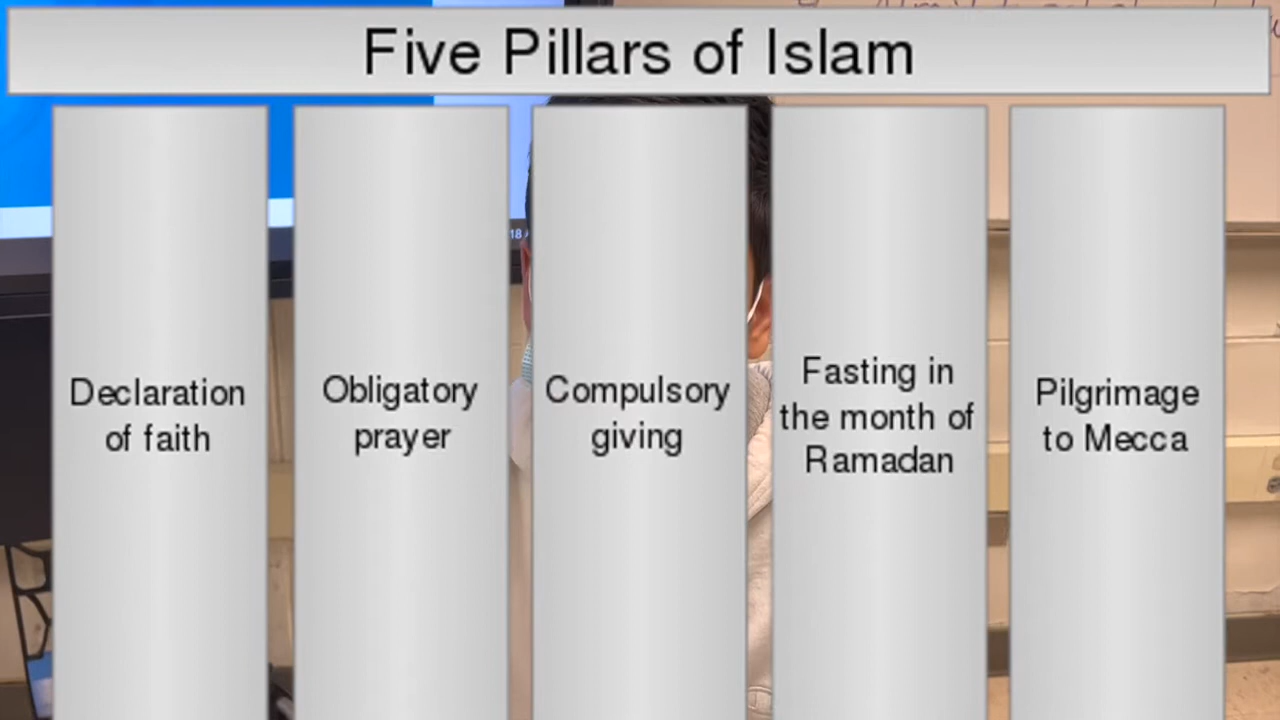 Five Pillars of Islam
Declaration
of faith
Obligatory
prayer
Compulsory
giving
Fasting in
the month of
Ramadan
Pilgrimage
to Mecca
18